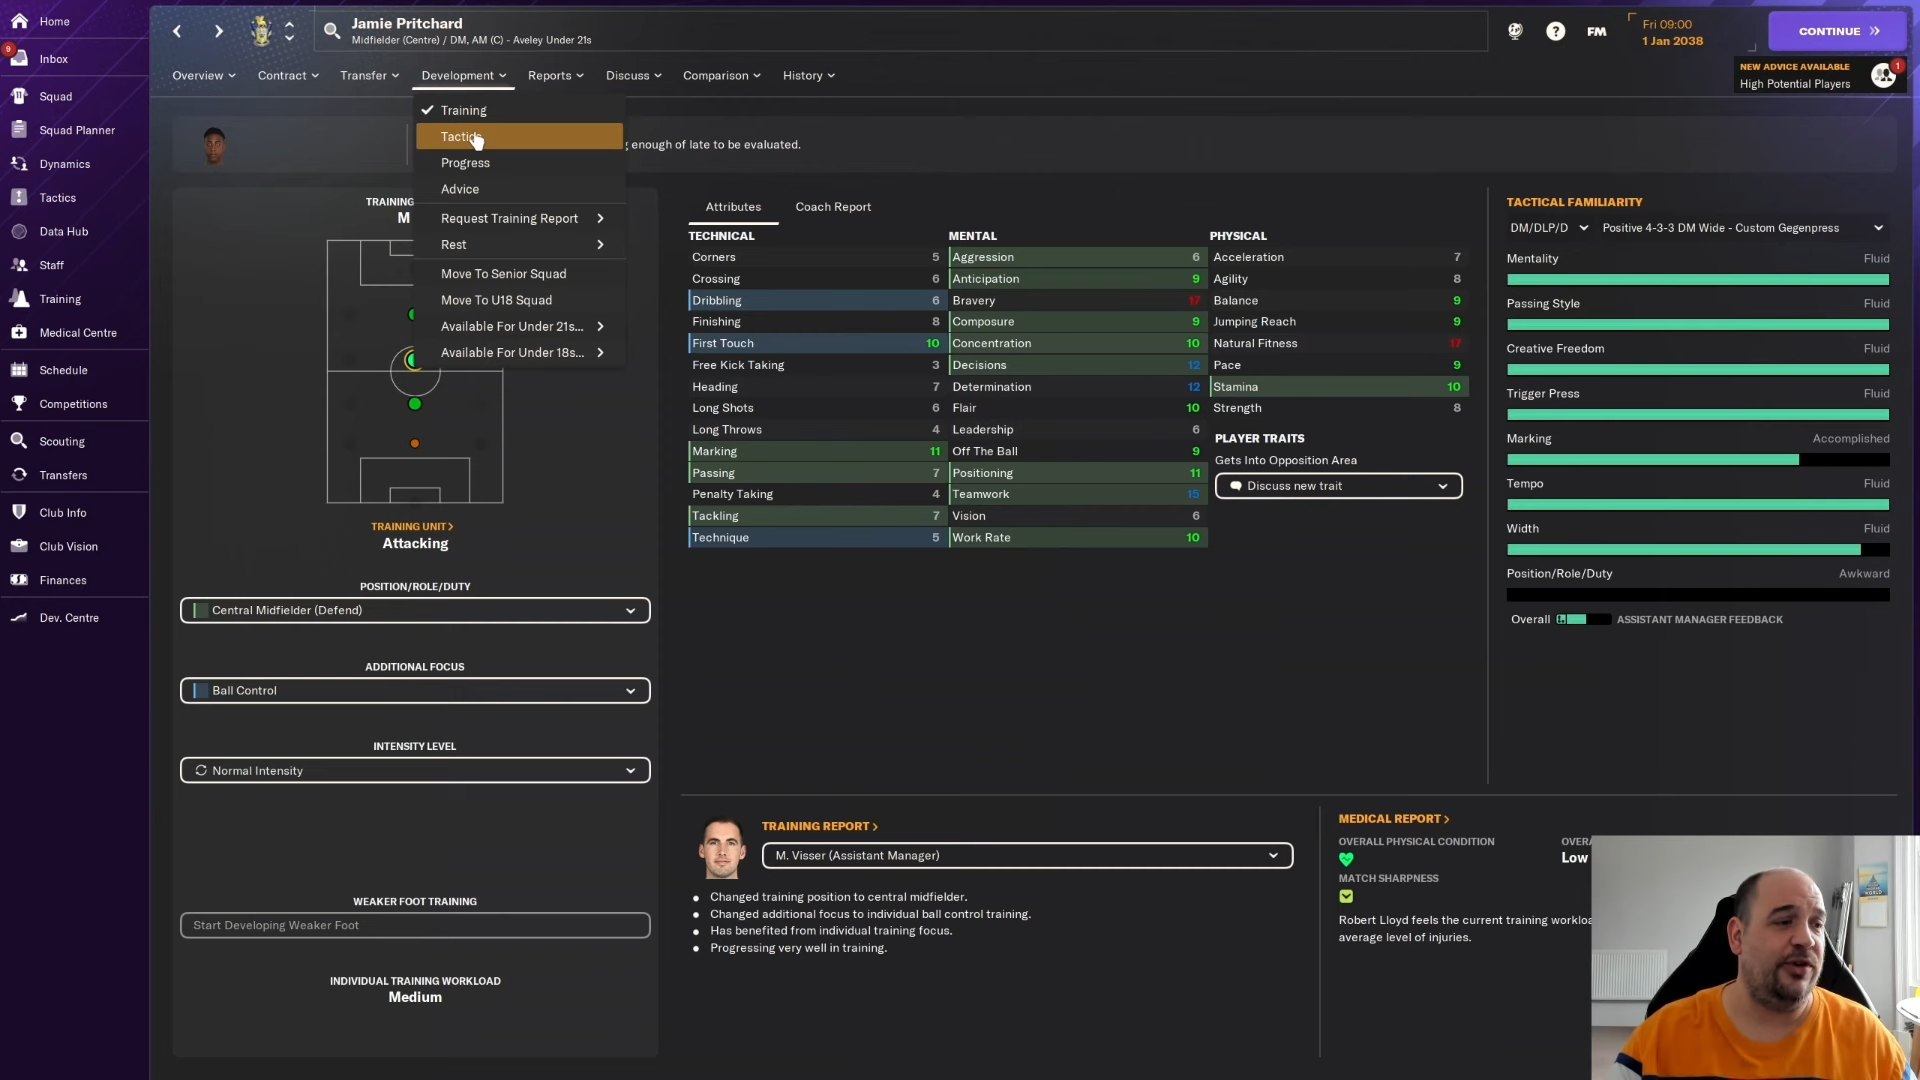 Home
9
Inbox
Squad
Squad Planner
Dynamics
Tactics
Data Hub
Staff
Training
Medical Centre
Schedule
Competitions
Scouting
Transfers
Club Info
Club Vision
Finances
Dev. Centre
Jamie Pritchard
Midfielder (Centre) / DM, AM (C) - Aveley Under 21s
FM
Fri 09:00
1 Jan 2038
CONTINUE
NEW ADVICE AVAILABLE
High Potential Players
1
Overview
Contract
Transfer
Development
Reports
Discuss
Comparison
History
Training
Tactics
Progress
Advice
Request Training Report
Rest
Move To Senior Squad
Move To U18 Squad
Available For Under 21s...
Available For Under 18s...
enough of late to be evaluated.
TRAINING
M
TRAINING UNIT >
Attacking
POSITION/ROLE/DUTY
Central Midfielder (Defend)
ADDITIONAL FOCUS
Ball Control
INTENSITY LEVEL
Normal Intensity
WEAKER FOOT TRAINING
Start Developing Weaker Foot
INDIVIDUAL TRAINING WORKLOAD
Medium
Attributes
Coach Report
TECHNICAL
Corners 5
Crossing 6
Dribbling 6
Finishing 8
First Touch 10
Free Kick Taking 3
Heading 7
Long Shots 6
Long Throws 4
Marking 11
Passing 7
Penalty Taking 4
Tackling 7
Technique 5
MENTAL
Aggression 6
Anticipation 9
Bravery 17
Composure 9
Concentration 10
Decisions 12
Determination 12
Flair 10
Leadership 6
Off The Ball 9
Positioning 11
Teamwork 15
Vision 6
Work Rate 10
PHYSICAL
Acceleration 7
Agility 8
Balance 9
Jumping Reach 9
Natural Fitness 17
Pace 9
Stamina 10
Strength 8
PLAYER TRAITS
Gets Into Opposition Area
Discuss new trait
TACTICAL FAMILIARITY
DM/DLP/D
Positive 4-3-3 DM Wide - Custom Gegenpress
Mentality Fluid
Passing Style Fluid
Creative Freedom Fluid
Trigger Press Fluid
Marking Accomplished
Tempo Fluid
Width Fluid
Position/Role/Duty Awkward
Overall
ASSISTANT MANAGER FEEDBACK
TRAINING REPORT >
M. Visser (Assistant Manager)
• Changed training position to central midfielder.
• Changed additional focus to individual ball control training.
• Has benefited from individual training focus.
• Progressing very well in training.
MEDICAL REPORT >
OVERALL PHYSICAL CONDITION
OVERA
Low
MATCH SHARPNESS
Robert Lloyd feels the current training workloa
average level of injuries.